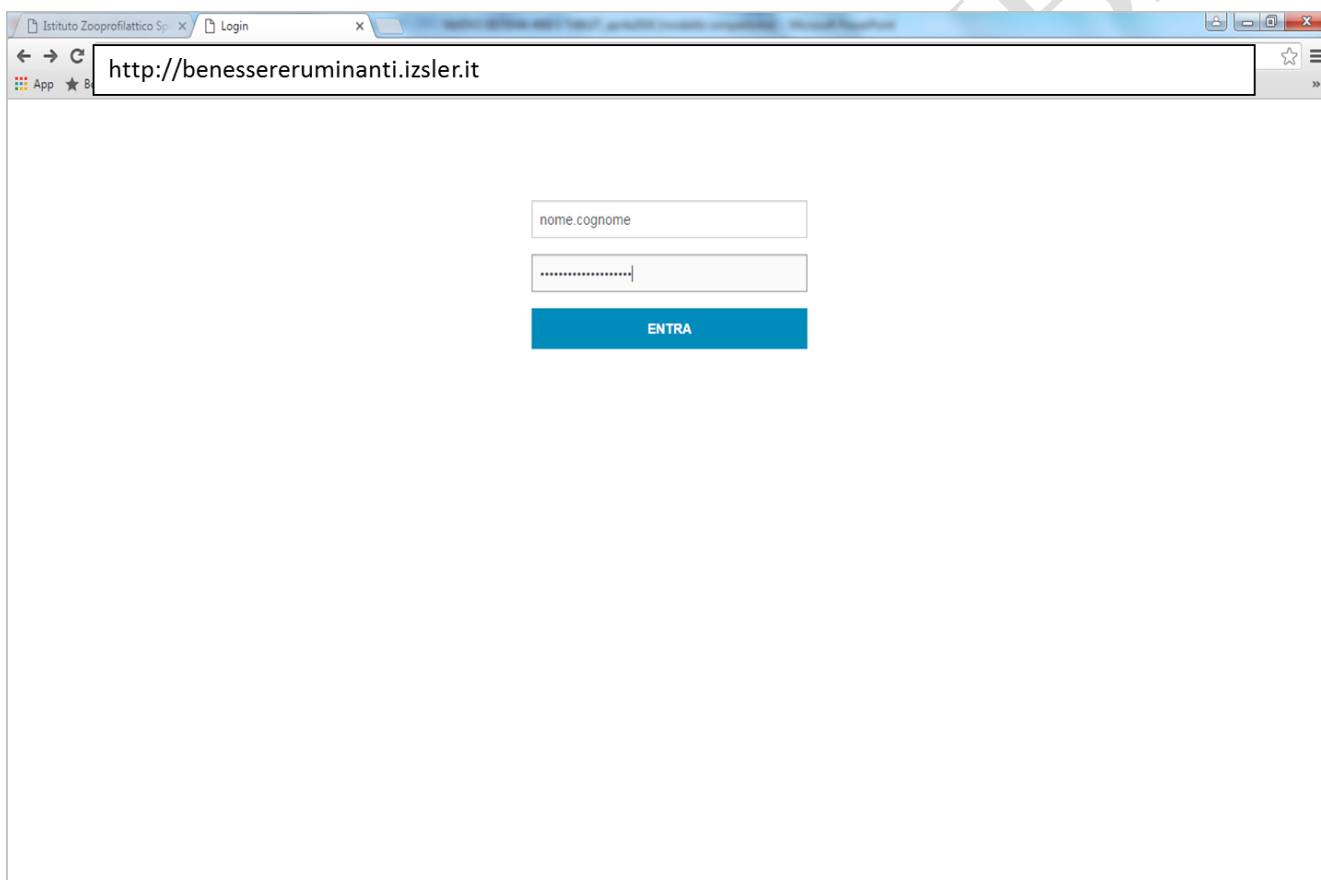 Istituto Zooprofilattico Sp
Login
http://benessereruminanti.izsler.it
App
nome.cognome
ENTRA